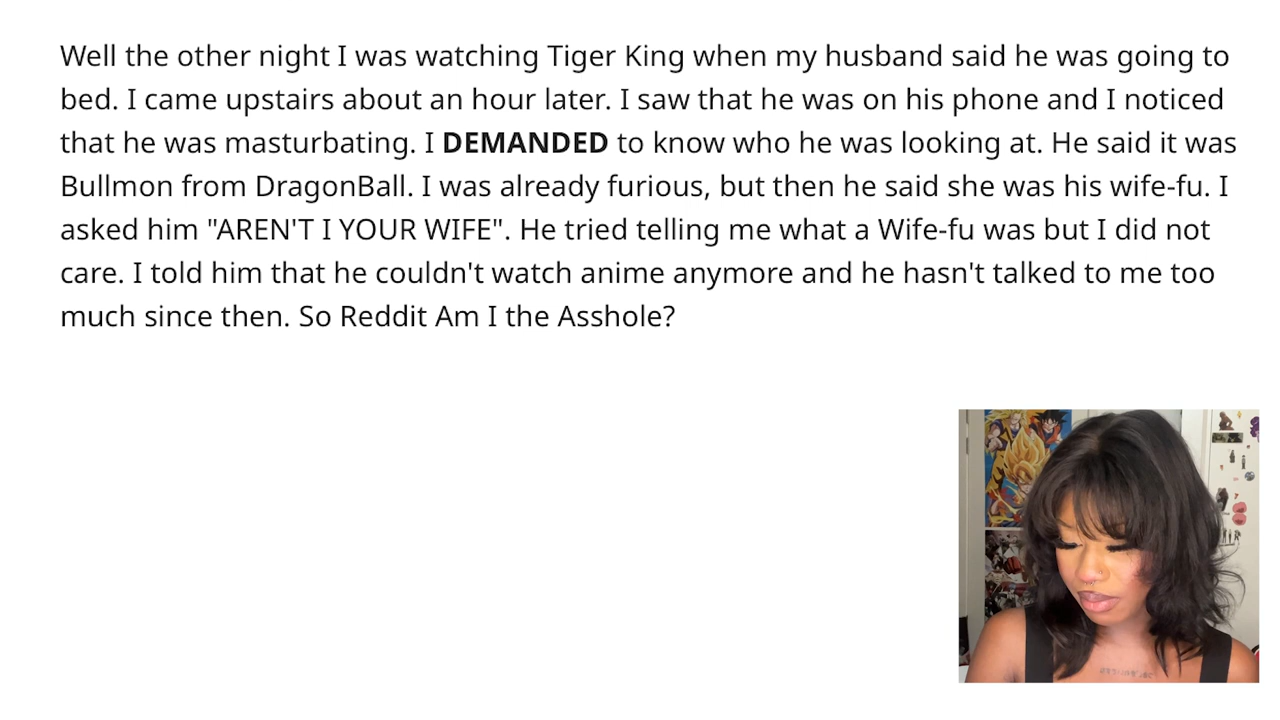 Well the other night I was watching Tiger King when my husband said he was going to
bed. I came upstairs about an hour later. I saw that he was on his phone and I noticed
that he was masturbating. I DEMANDED to know who he was looking at. He said it was
Bullmon from DragonBall. I was already furious, but then he said she was his wife-fu. I
asked him "AREN'T I YOUR WIFE". He tried telling me what a Wife-fu was but I did not
care. I told him that he couldn't watch anime anymore and he hasn't talked to me too
much since then. So Reddit Am I the Asshole?